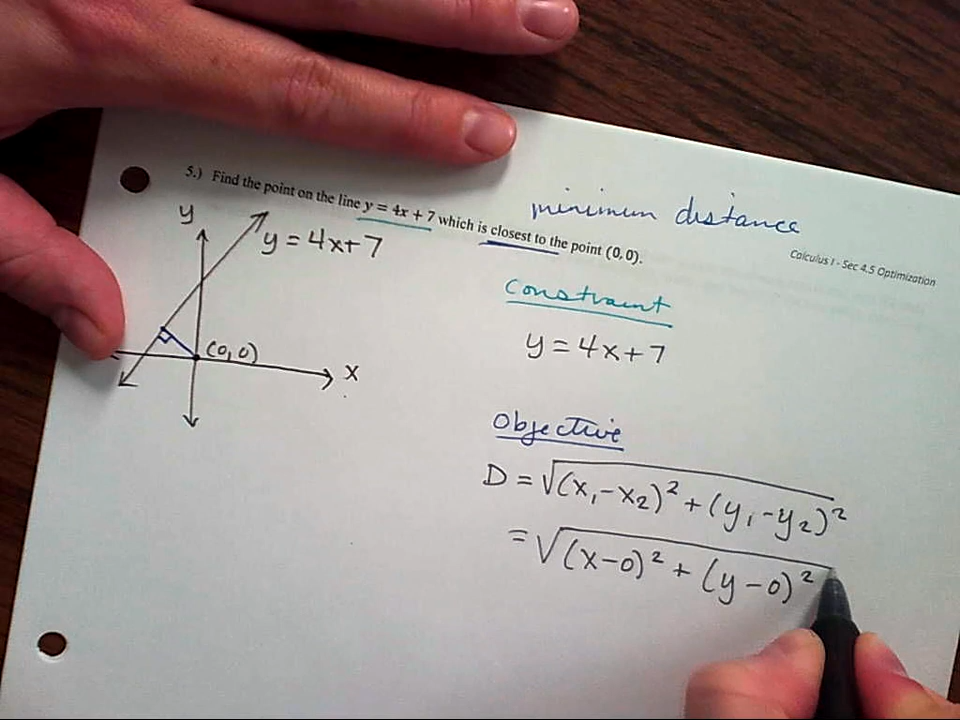 5.) Find the point on the line y = 4x + 7 which is closest to the point (0,0).
minimum distance
Calculus I - Sec 4.5 Optimization
y
y = 4x+7
(0,0)
x
Constraint
y = 4x+7
Objective
D = √(x₁-x₂)² + (y₁-y₂)²
= √(x-0)² + (y-0)²